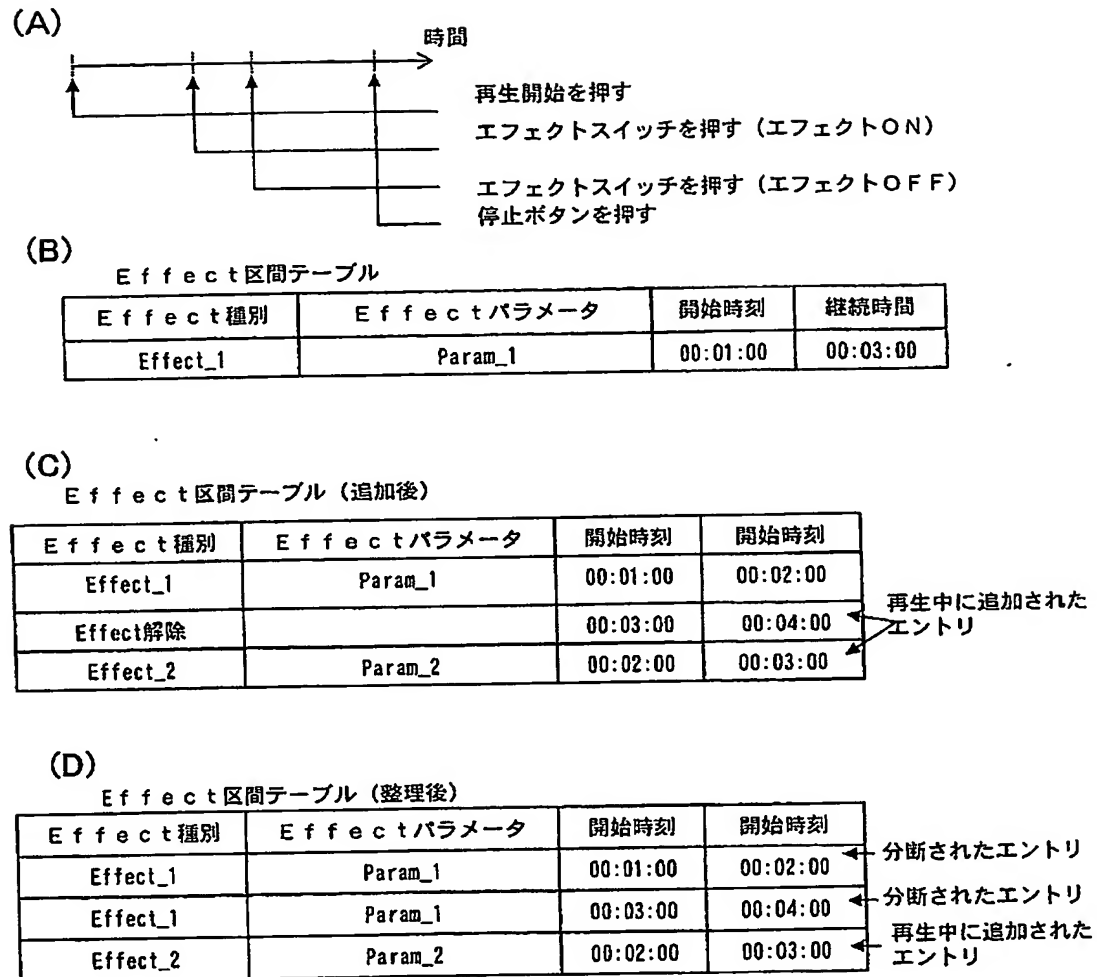 (A)
時間
再生開始を押す
エフェクトスイッチを押す（エフェクトＯＮ）
エフェクトスイッチを押す（エフェクトＯＦＦ）
停止ボタンを押す
(B)
Ｅｆｆｅｃｔ区間テーブル
Ｅｆｆｅｃｔ種別 Ｅｆｆｅｃｔパラメータ 開始時刻 継続時間
Effect_1 Param_1 00:01:00 00:03:00
(C)
Ｅｆｆｅｃｔ区間テーブル（追加後）
Ｅｆｆｅｃｔ種別 Ｅｆｆｅｃｔパラメータ 開始時刻 開始時刻
Effect_1 Param_1 00:01:00 00:02:00
Effect解除 00:03:00 00:04:00
Effect_2 Param_2 00:02:00 00:03:00
再生中に追加された
エントリ
(D)
Ｅｆｆｅｃｔ区間テーブル（整理後）
Ｅｆｆｅｃｔ種別 Ｅｆｆｅｃｔパラメータ 開始時刻 開始時刻
Effect_1 Param_1 00:01:00 00:02:00 分断されたエントリ
Effect_1 Param_1 00:03:00 00:04:00 分断されたエントリ
Effect_2 Param_2 00:02:00 00:03:00 再生中に追加された
エントリ